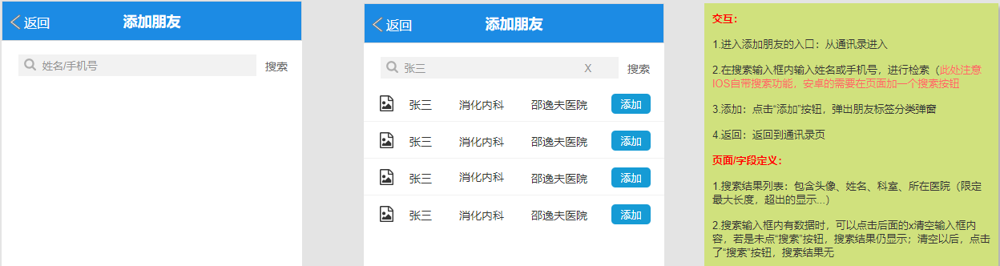 返回
添加朋友
姓名/手机号
搜索
返回
添加朋友
张三
X
搜索
张三 消化内科 邵逸夫医院 添加
张三 消化内科 邵逸夫医院 添加
张三 消化内科 邵逸夫医院 添加
张三 消化内科 邵逸夫医院 添加
交互：
1.进入添加朋友的入口：从通讯录进入
2.在搜索输入框内输入姓名或手机号，进行检索（此处注意
IOS自带搜索功能，安卓的需要在页面加一个搜索按钮
3.添加：点击“添加”按钮，弹出朋友标签分类弹窗
4.返回：返回到通讯录页
页面/字段定义：
1.搜索结果列表：包含头像、姓名、科室、所在医院（限定
最大长度，超出的显示...）
2.搜索输入框内有数据时，可以点击后面的x清空输入框内
容，若是未点“搜索”按钮，搜索结果仍显示；清空以后，点击
了“搜索”按钮，搜索结果无